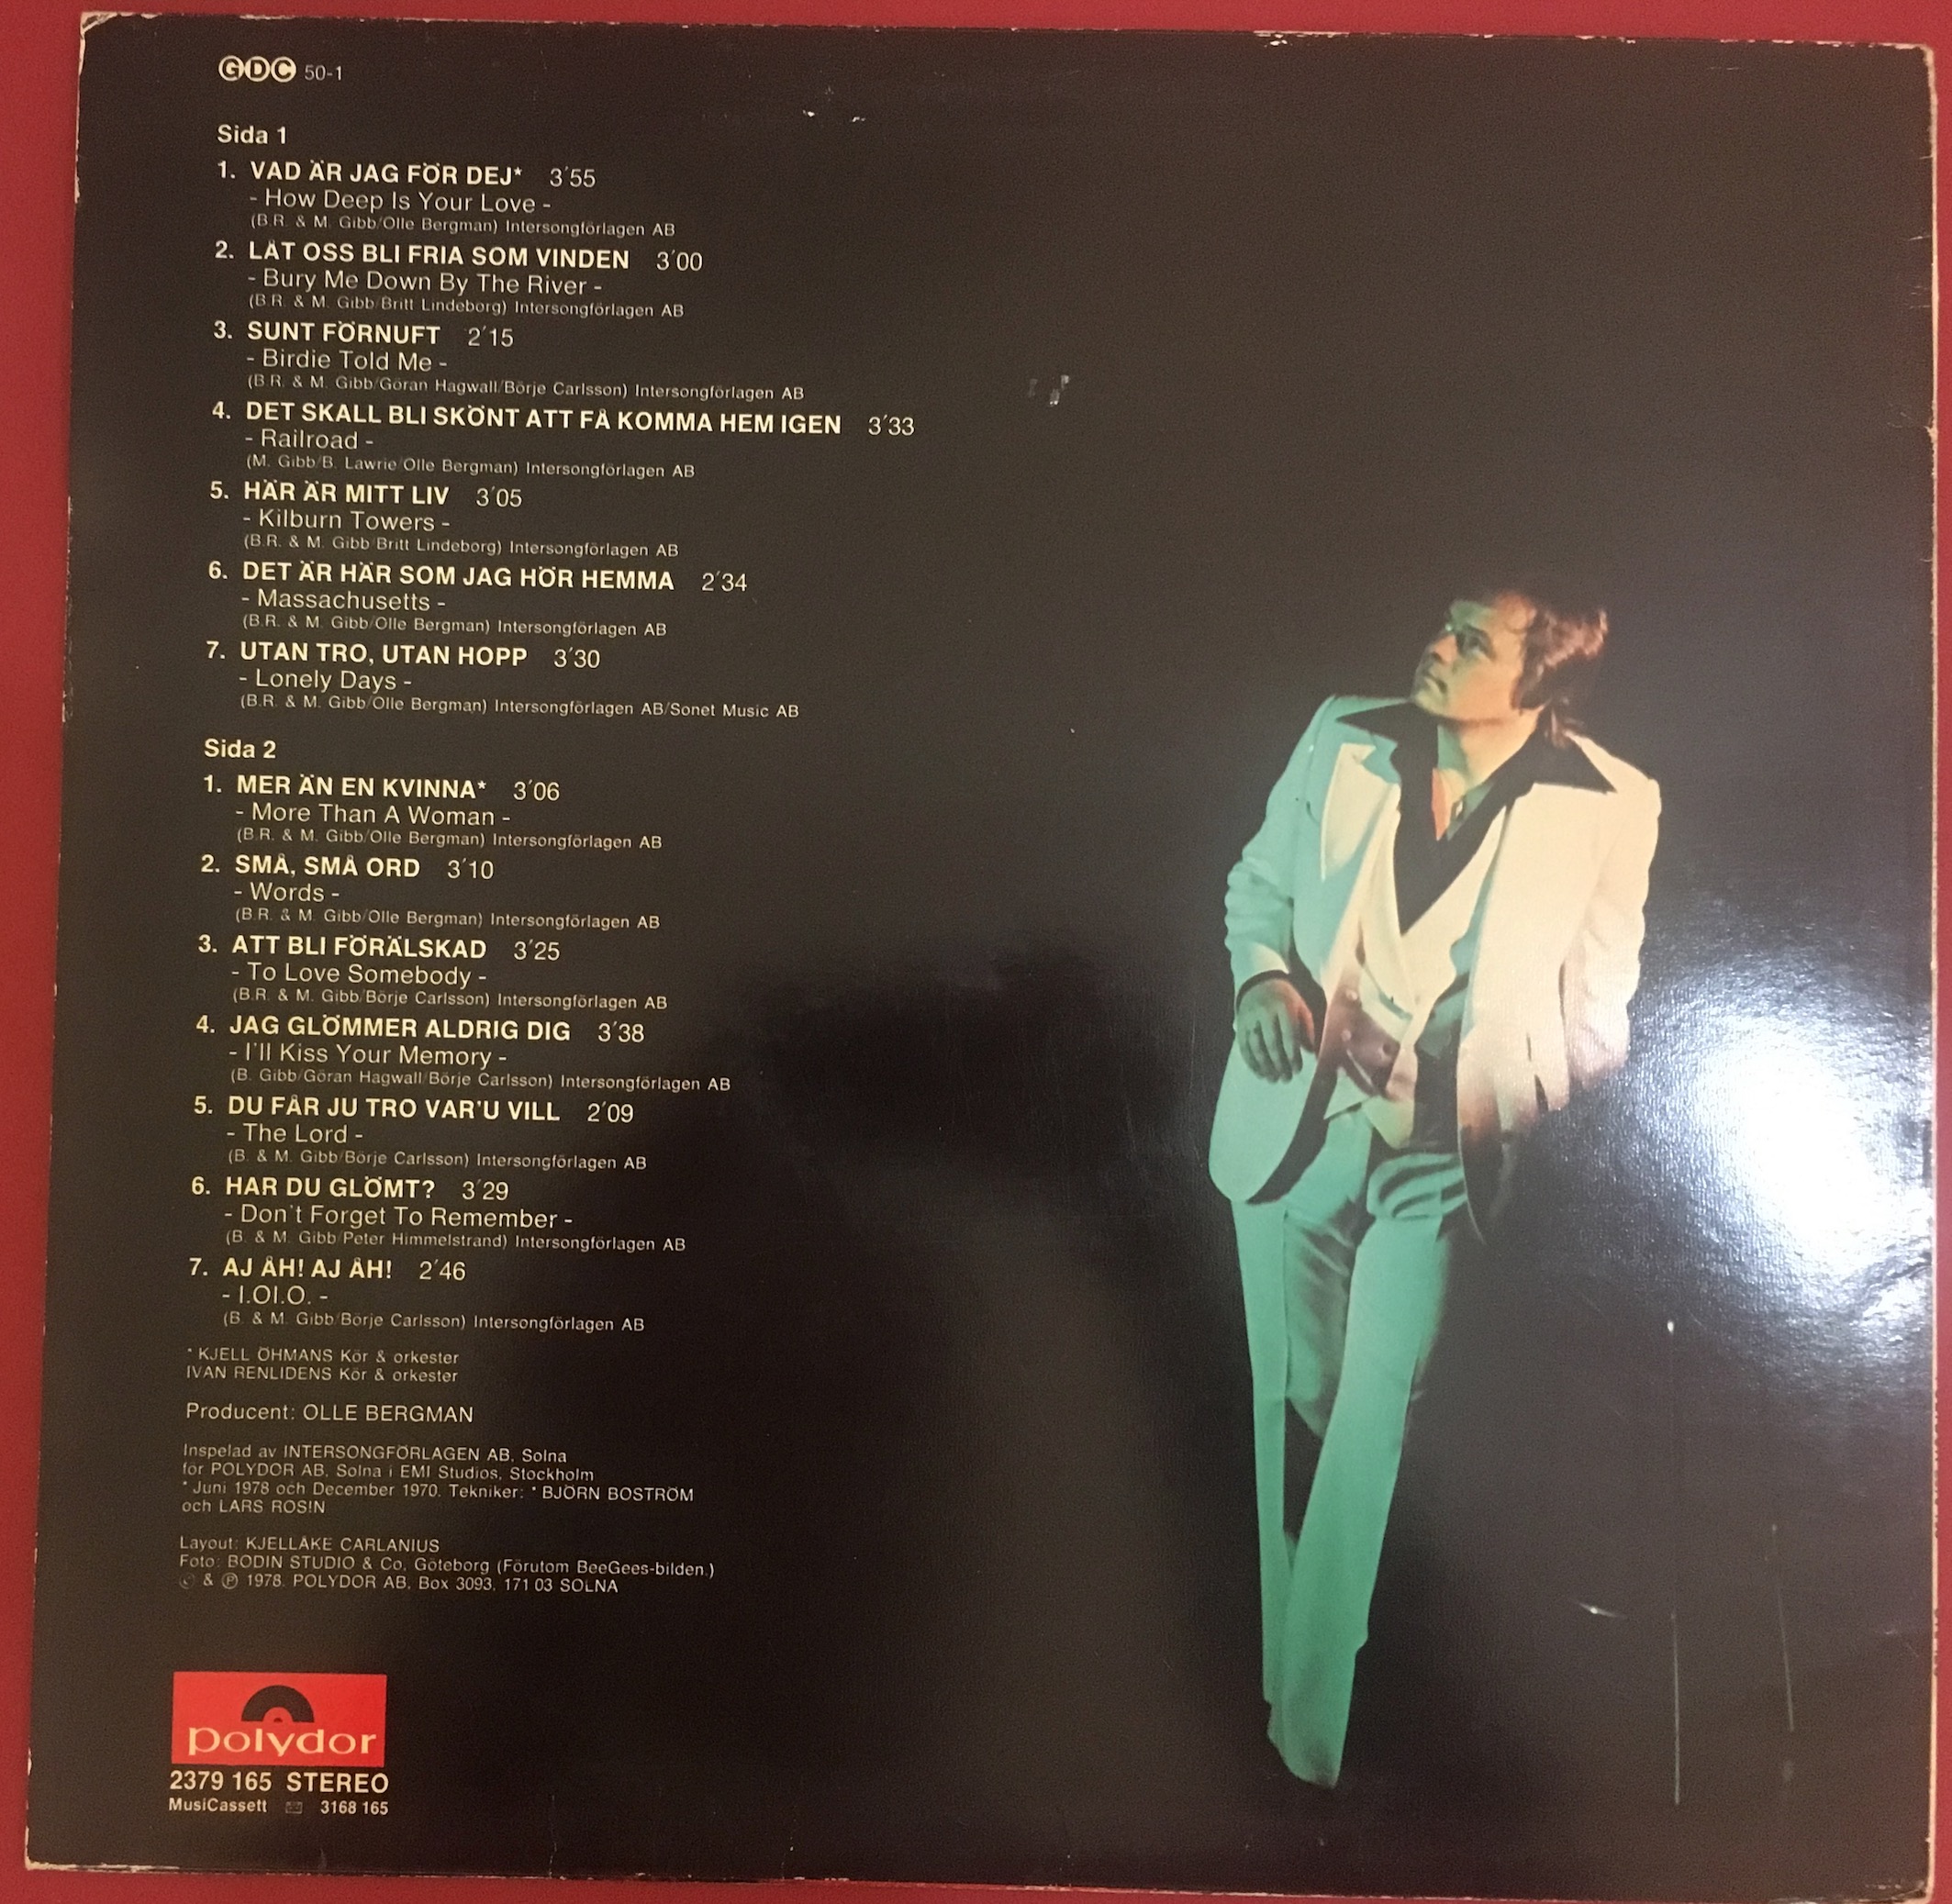 GDC 50-1
Sida 1
1. VAD ÄR JAG FÖR DEJ* 3'55
- How Deep Is Your Love -
(B.R. & M. Gibb/Olle Bergman) Intersongförlagen AB
2. LÅT OSS BLI FRIA SOM VINDEN 3'00
- Bury Me Down By The River -
(B.R. & M. Gibb/Britt Lindeborg) Intersongförlagen AB
3. SUNT FÖRNUFT 2'15
- Birdie Told Me -
(B.R. & M. Gibb/Göran Hagwall/Börje Carlsson) Intersongförlagen AB
4. DET SKALL BLI SKÖNT ATT FÅ KOMMA HEM IGEN 3'33
- Railroad -
(M. Gibb/B. Lawrie/Olle Bergman) Intersongförlagen AB
5. HÄR ÄR MITT LIV 3'05
- Kilburn Towers -
(B.R. & M. Gibb/Britt Lindeborg) Intersongförlagen AB
6. DET ÄR HÄR SOM JAG HÖR HEMMA 2'34
- Massachusetts -
(B.R. & M. Gibb/Olle Bergman) Intersongförlagen AB
7. UTAN TRO, UTAN HOPP 3'30
- Lonely Days -
(B.R. & M. Gibb/Olle Bergman) Intersongförlagen AB/Sonet Music AB
Sida 2
1. MER ÄN EN KVINNA* 3'06
- More Than A Woman -
(B.R. & M. Gibb/Olle Bergman) Intersongförlagen AB
2. SMÅ, SMÅ ORD 3'10
- Words -
(B.R. & M. Gibb/Olle Bergman) Intersongförlagen AB
3. ATT BLI FÖRÄLSKAD 3'25
- To Love Somebody -
(B.R. & M. Gibb/Börje Carlsson) Intersongförlagen AB
4. JAG GLÖMMER ALDRIG DIG 3'38
- I'll Kiss Your Memory -
(B. Gibb/Göran Hagwall/Börje Carlsson) Intersongförlagen AB
5. DU FÅR JU TRO VAR'U VILL 2'09
- The Lord -
(B. & M. Gibb/Börje Carlsson) Intersongförlagen AB
6. HAR DU GLÖMT? 3'29
- Don't Forget To Remember -
(B. & M. Gibb/Peter Himmelstrand) Intersongförlagen AB
7. AJ ÅH! AJ ÅH! 2'46
- I.O.I.O. -
(B. & M. Gibb/Börje Carlsson) Intersongförlagen AB
* KJELL ÖHMANS Kör & orkester
IVAN RENLIDENS Kör & orkester
Producent: OLLE BERGMAN
Inspelad av INTERSONGFÖRLAGEN AB, Solna
för POLYDOR AB, Solna i EMI Studios, Stockholm
* Juni 1978 och December 1970. Tekniker: * BJÖRN BOSTRÖM
och LARS ROSIN
Layout: KJELLÅKE CARLANIUS
Foto: BODIN STUDIO & Co, Göteborg (Förutom BeeGees-bilden.)
© & ℗ 1978. POLYDOR AB, Box 3093, 171 03 SOLNA
polydor
2379 165 STEREO
MusiCassett 3168 165